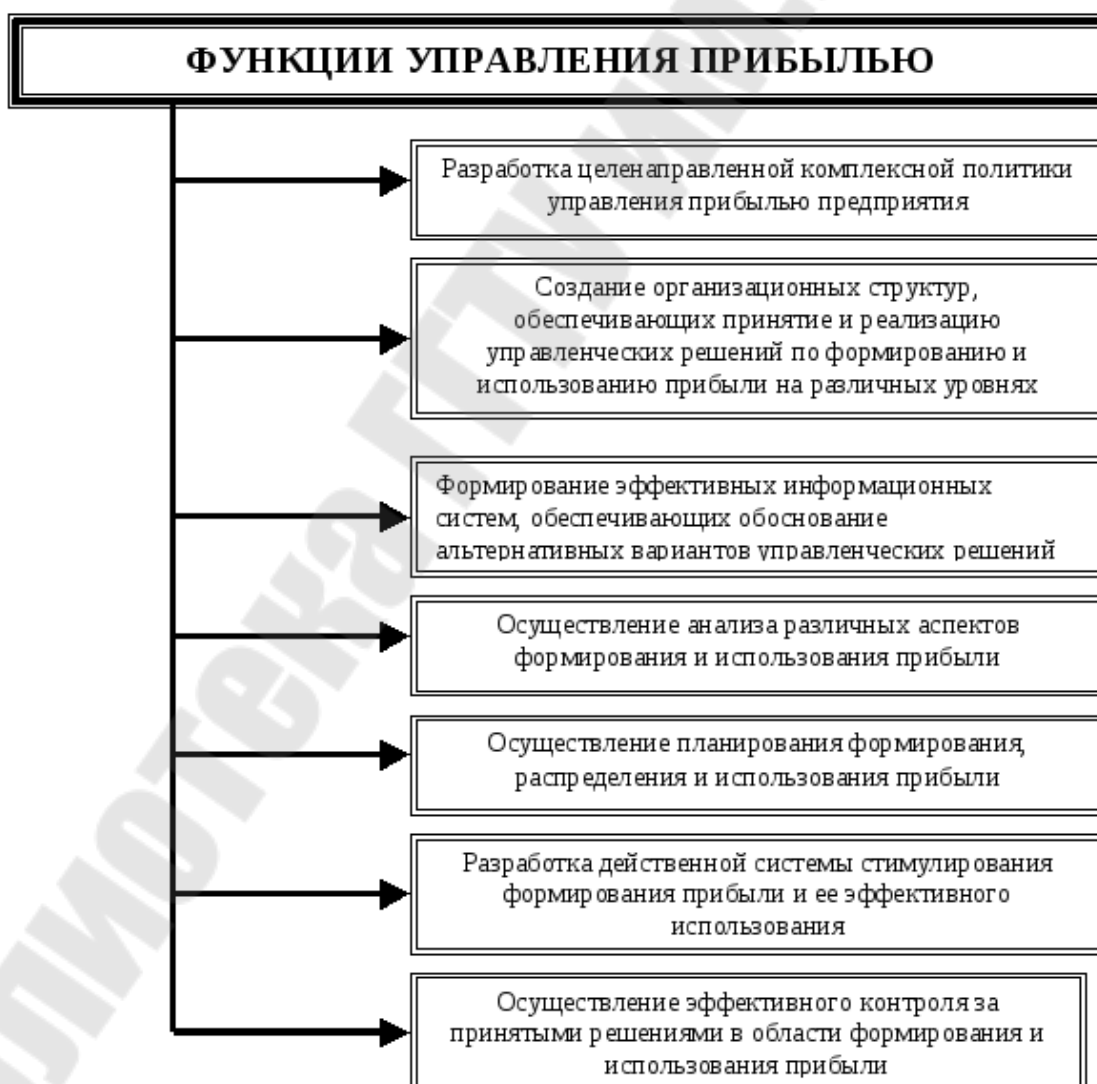 ФУНКЦИИ УПРАВЛЕНИЯ ПРИБЫЛЬЮ
Разработка целенаправленной комплексной политики
управления прибылью предприятия
Создание организационных структур,
обеспечивающих принятие и реализацию
управленческих решений по формированию и
использованию прибыли на различных уровнях
Формирование эффективных информационных
систем, обеспечивающих обоснование
альтернативных вариантов управленческих решений
Осуществление анализа различных аспектов
формирования и использования прибыли
Осуществление планирования формирования,
распределения и использования прибыли
Разработка действенной системы стимулирования
формирования прибыли и ее эффективного
использования
Осуществление эффективного контроля за
принятыми решениями в области формирования и
использования прибыли